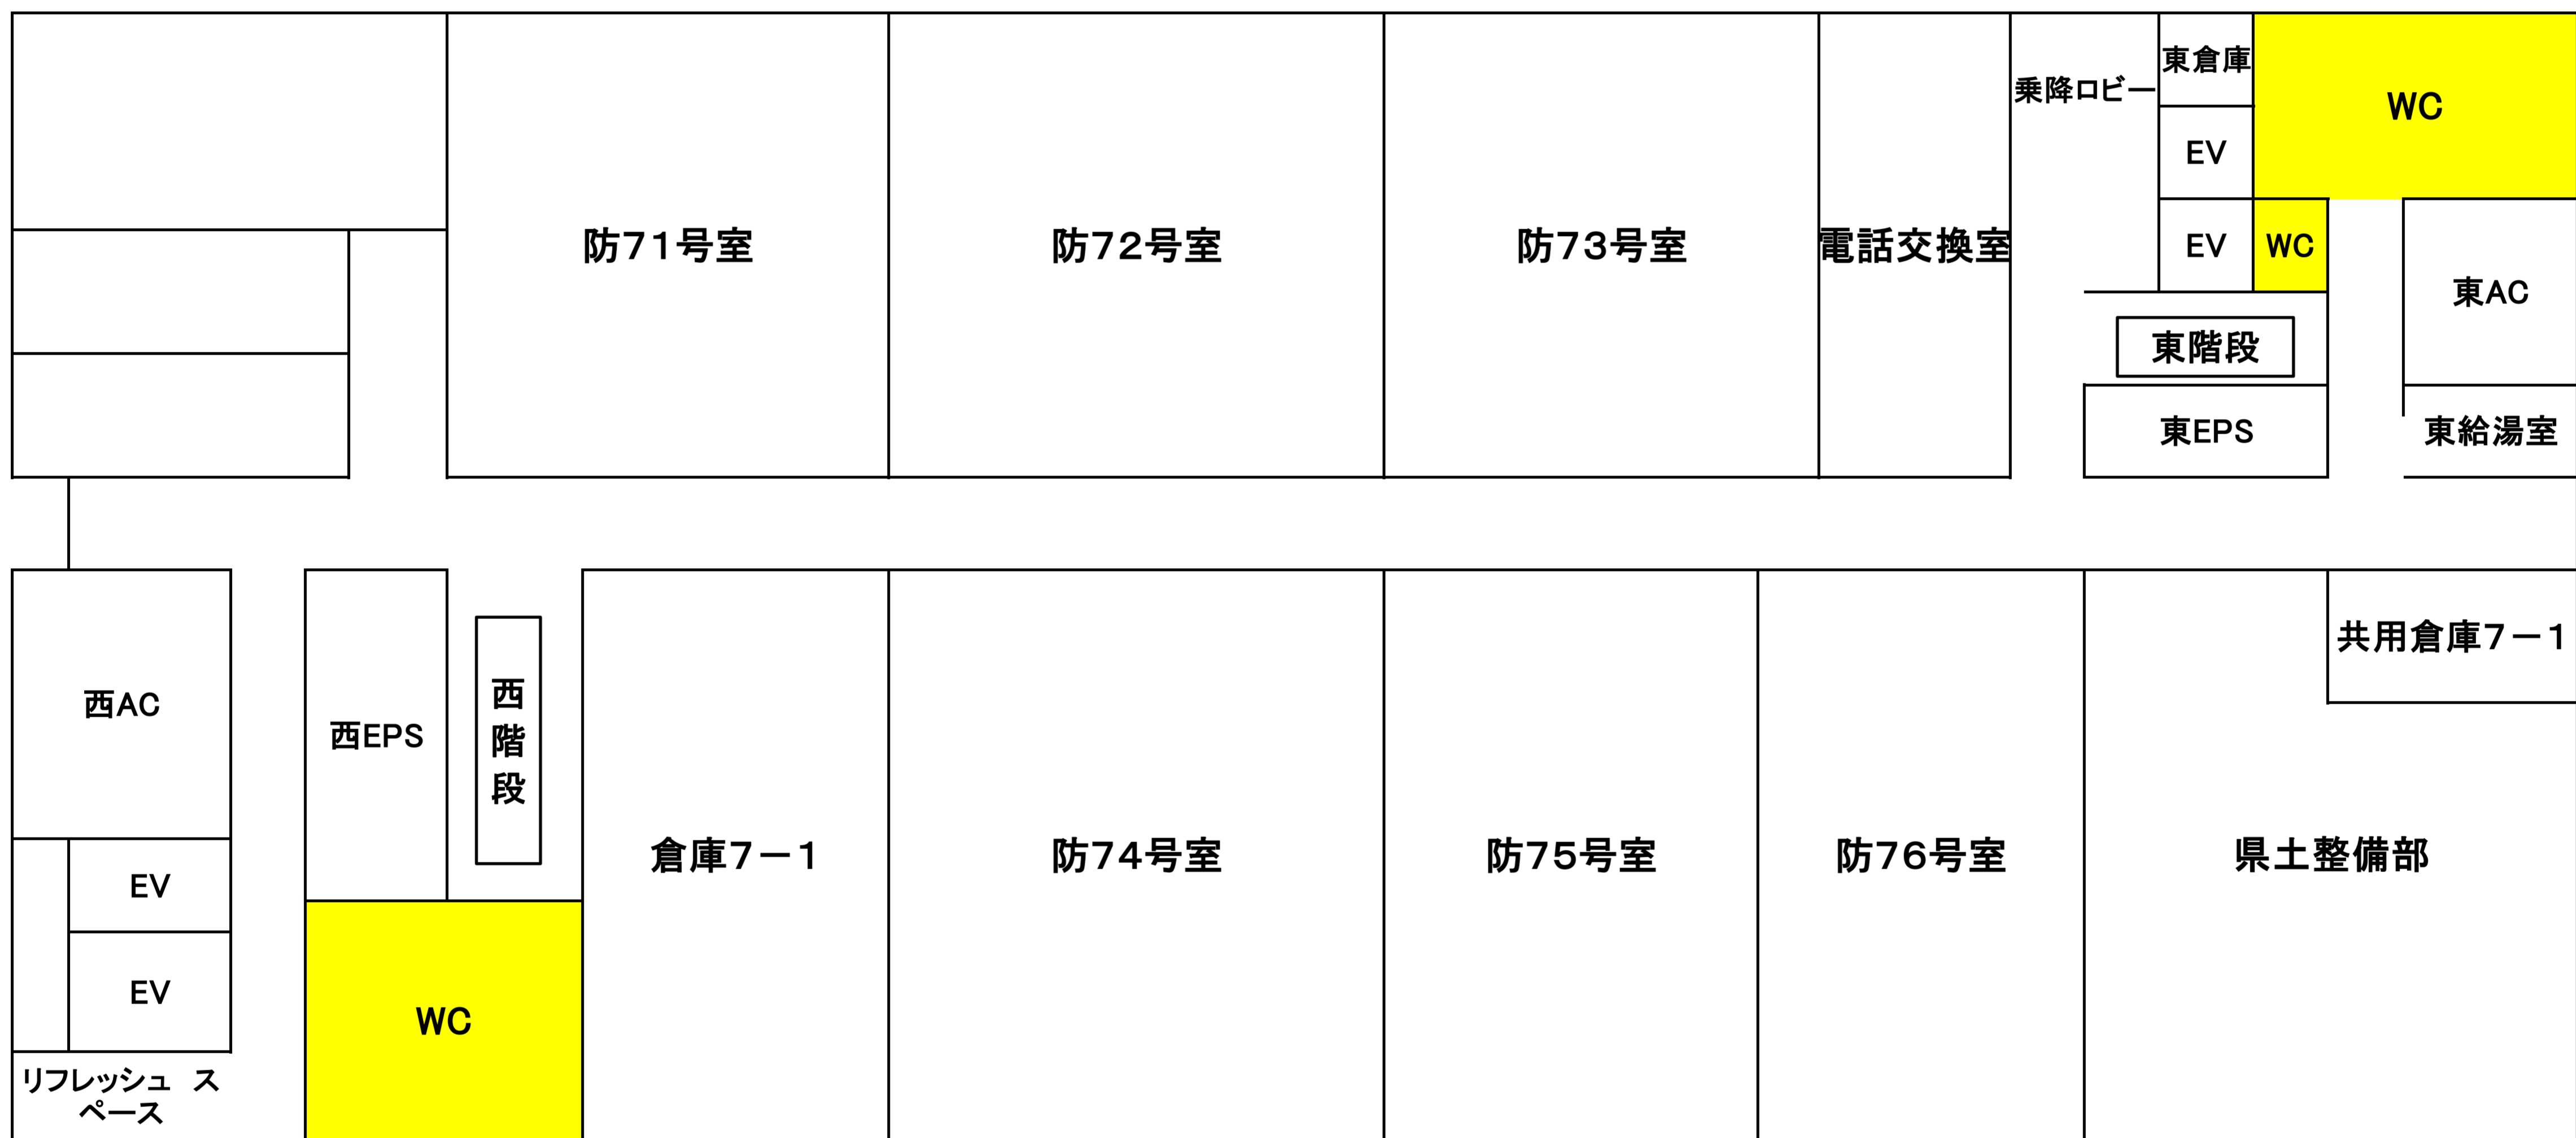 東倉庫
乗降ロビー
WC
EV
防71号室
防72号室
防73号室
電話交換室
EV
WC
東AC
東階段
東EPS
東給湯室
共用倉庫7－1
西AC
西EPS
西
階
段
倉庫7－1
防74号室
防75号室
防76号室
県土整備部
EV
EV
WC
リフレッシュ　ス
ペース